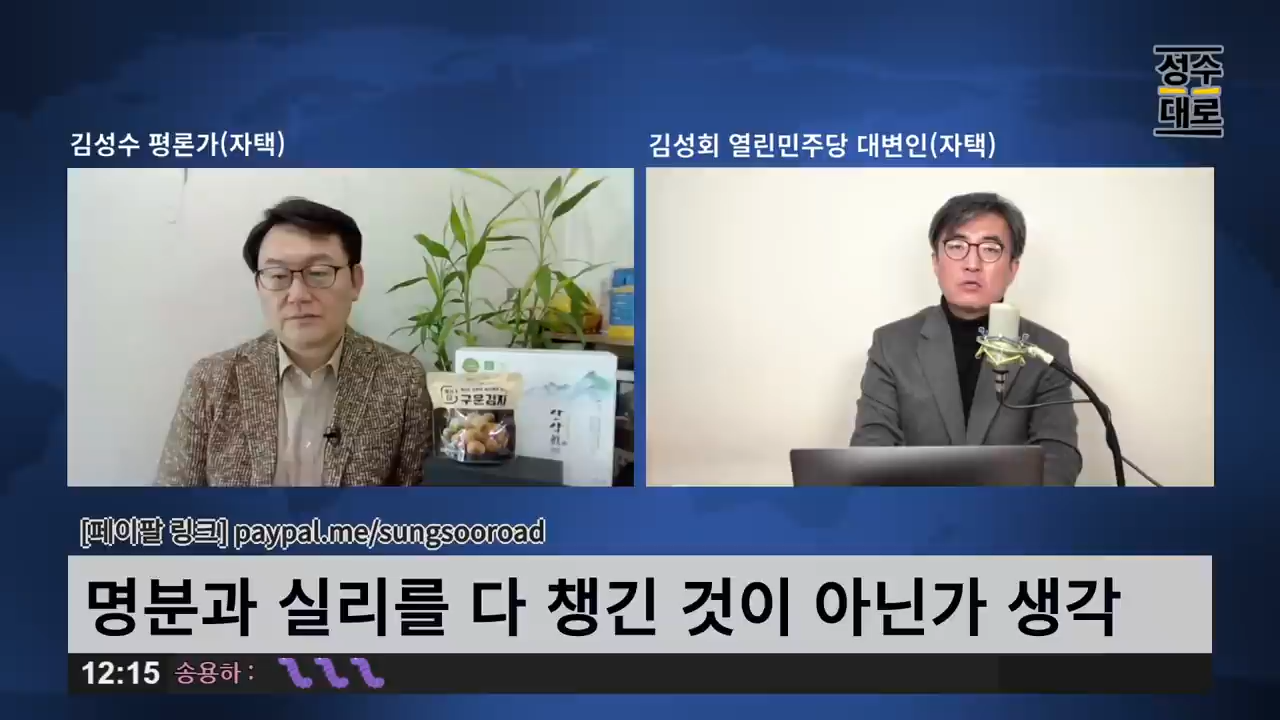 성수
대로
김성수 평론가(자택)
김성회 열린민주당 대변인(자택)
구운감자
[페이팔 링크] paypal.me/sungsooroad
명분과 실리를 다 챙긴 것이 아닌가 생각
12:15 송용하 :